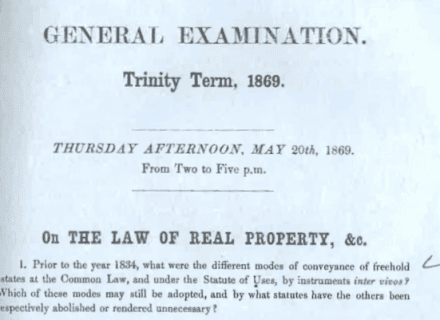 GENERAL EXAMINATION.
Trinity Term, 1869.
THURSDAY AFTERNOON, MAY 20th, 1869.
From Two to Five p.m.
On THE LAW OF REAL PROPERTY, &c.
1. Prior to the year 1834, what were the different modes of conveyance of freehold
states at the Common Law, and under the Statute of Uses, by instruments inter vivos?
Which of these modes may still be adopted, and by what statutes have the others been
espectively abolished or rendered unnecessary?